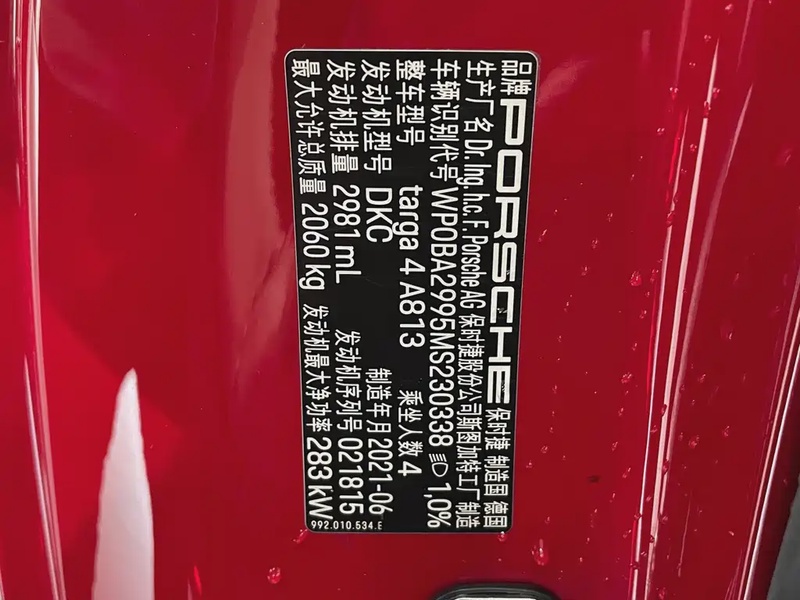 品牌 PORSCHE 保时捷 制造国 德国
生产厂名 Dr. Ing. h.c. F. Porsche AG 保时捷股份公司斯图加特工厂制造
车辆识别代号 WP0BA2995MS230338 1,0%
整车型号 targa 4 A813 乘坐人数 4
发动机型号 DKC 制造年月 2021-06
发动机排量 2981 mL 发动机序列号 021815
最大允许总质量 2060 kg 发动机最大净功率 283 kW
992.010.534.E